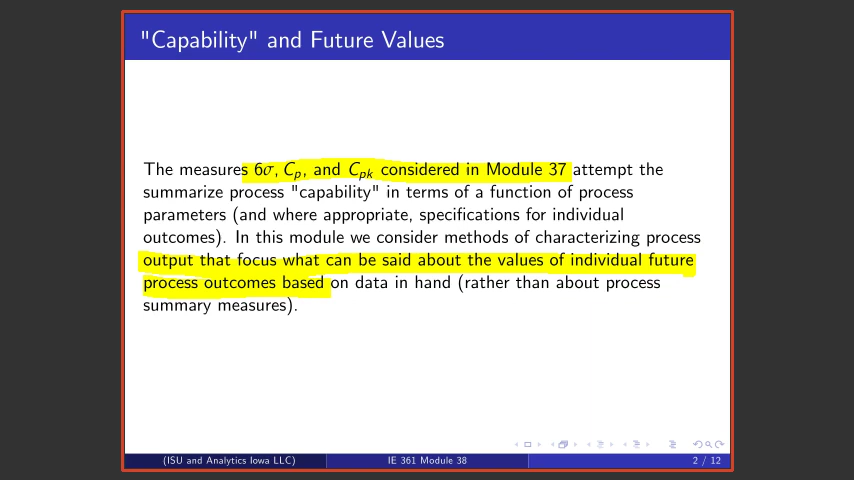 "Capability" and Future Values
The measures 6σ, Cp, and Cpk considered in Module 37 attempt the
summarize process "capability" in terms of a function of process
parameters (and where appropriate, specifications for individual
outcomes). In this module we consider methods of characterizing process
output that focus what can be said about the values of individual future
process outcomes based on data in hand (rather than about process
summary measures).
(ISU and Analytics Iowa LLC)
IE 361 Module 38
2 / 12